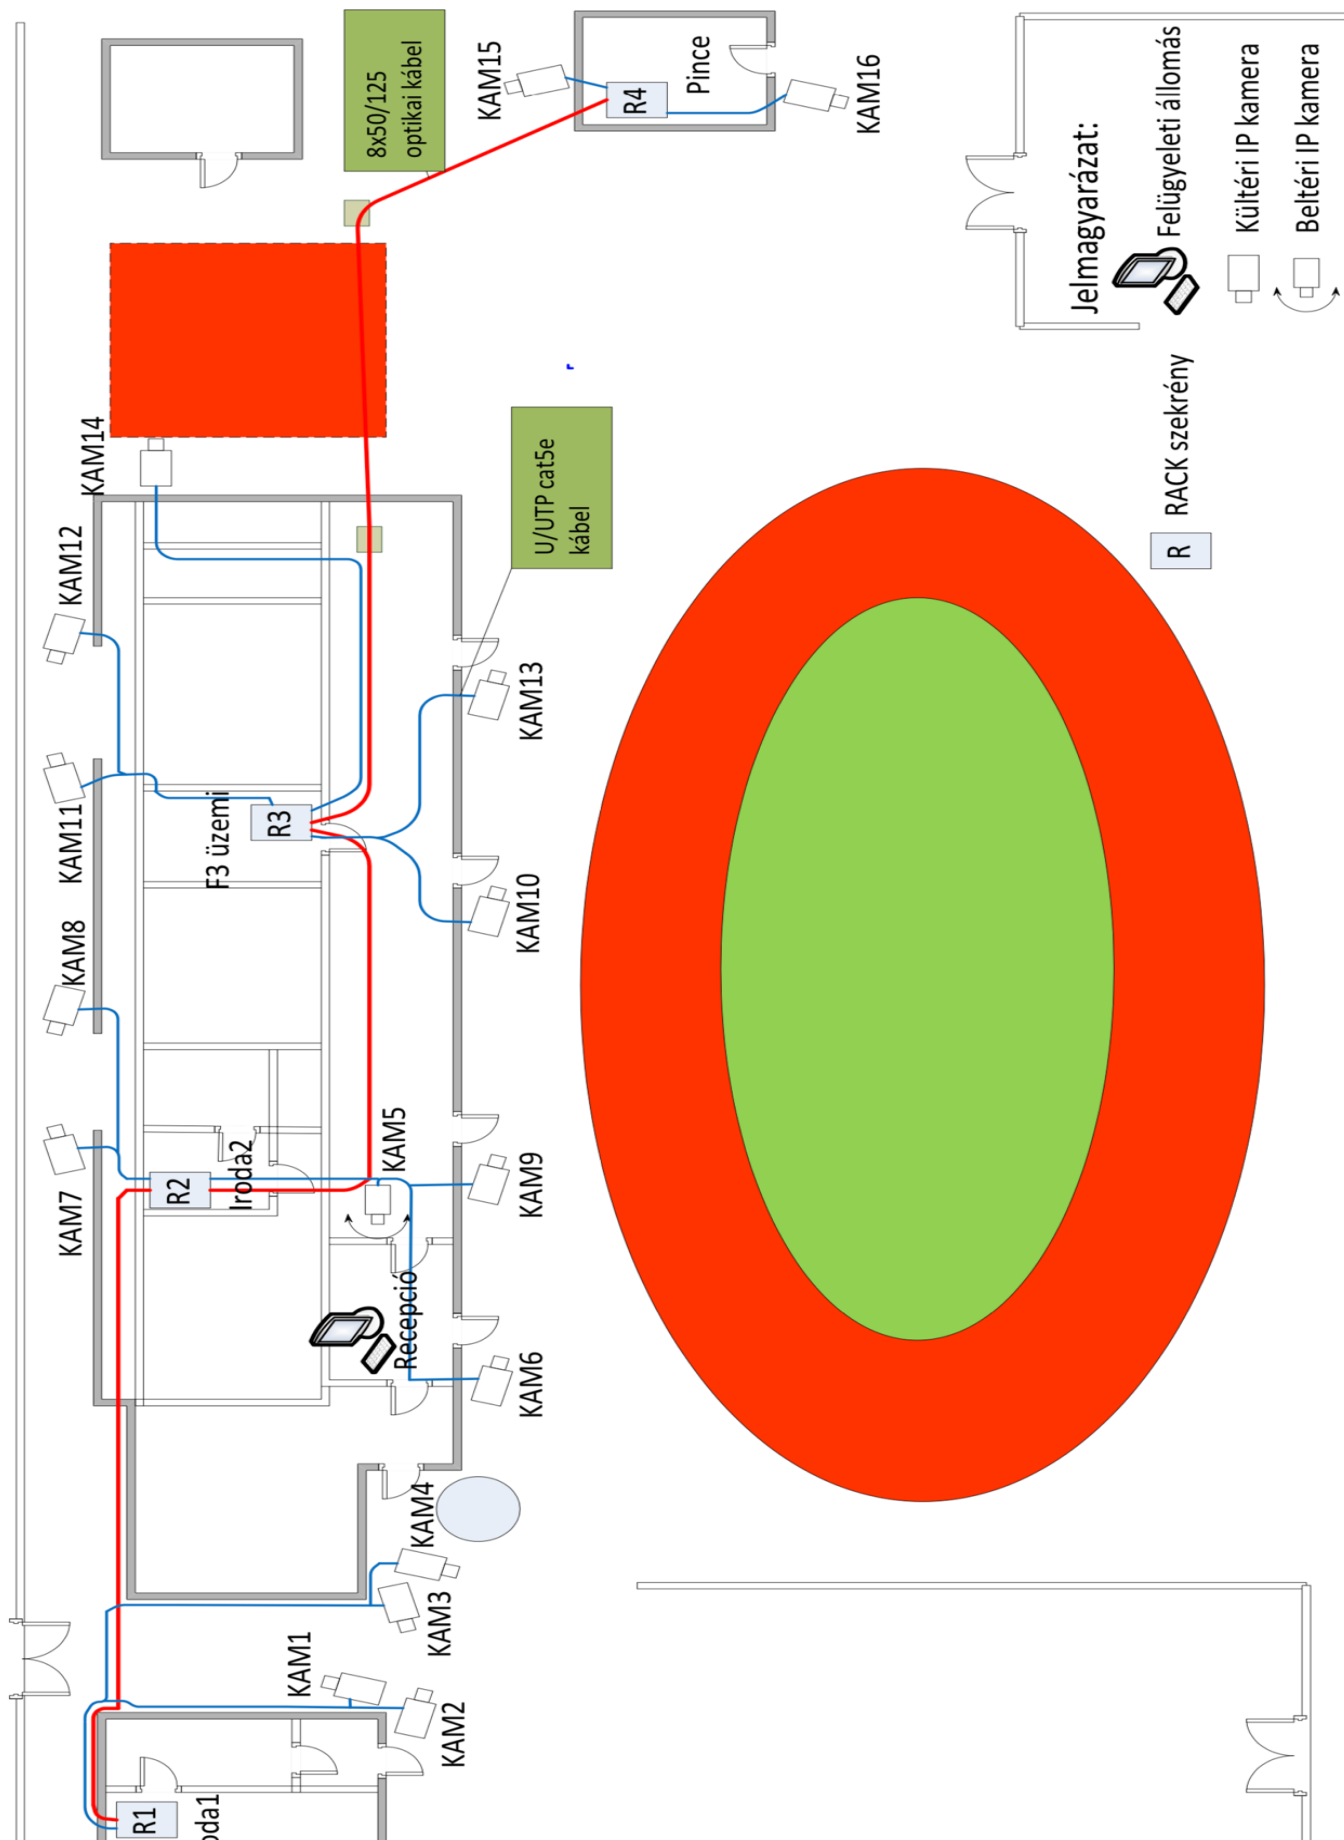 KAM15
KAM16
R4
Pince
8x50/125
optikai kábel
Jelmagyarázat:
Felügyeleti állomás
Kültéri IP kamera
Beltéri IP kamera
R
RACK szekrény
KAM14
KAM12
U/UTP cat5e
kábel
KAM13
KAM11
F3 üzemi
R3
KAM10
KAM8
KAM7
R2
Iroda2
KAM5
KAM9
Recepció
KAM6
KAM4
KAM3
KAM1
KAM2
R1
oda1